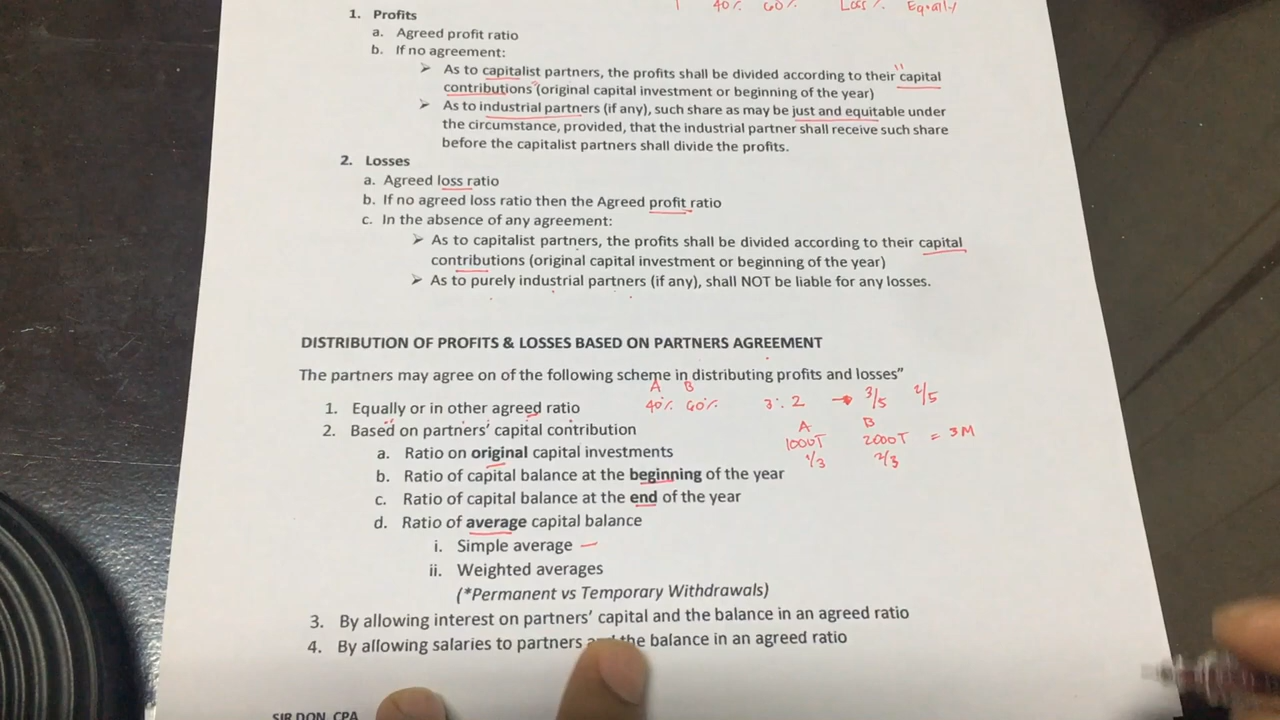 40% 60% Loss %. Equally
1. Profits
a. Agreed profit ratio
b. If no agreement:
➢ As to capitalist partners, the profits shall be divided according to their capital
contributions (original capital investment or beginning of the year)
➢ As to industrial partners (if any), such share as may be just and equitable under
the circumstance, provided, that the industrial partner shall receive such share
before the capitalist partners shall divide the profits.
2. Losses
a. Agreed loss ratio
b. If no agreed loss ratio then the Agreed profit ratio
c. In the absence of any agreement:
➢ As to capitalist partners, the profits shall be divided according to their capital
contributions (original capital investment or beginning of the year)
➢ As to purely industrial partners (if any), shall NOT be liable for any losses.
DISTRIBUTION OF PROFITS & LOSSES BASED ON PARTNERS AGREEMENT
The partners may agree on of the following scheme in distributing profits and losses”
A B
1. Equally or in other agreed ratio 40% 60% 3:2 → 3/5 2/5
A B
2. Based on partners’ capital contribution
1000T 2000T = 3M
1/3 2/3
a. Ratio on original capital investments
b. Ratio of capital balance at the beginning of the year
c. Ratio of capital balance at the end of the year
d. Ratio of average capital balance
i. Simple average
ii. Weighted averages
(*Permanent vs Temporary Withdrawals)
3. By allowing interest on partners’ capital and the balance in an agreed ratio
4. By allowing salaries to partners the balance in an agreed ratio
SIR DON, CPA